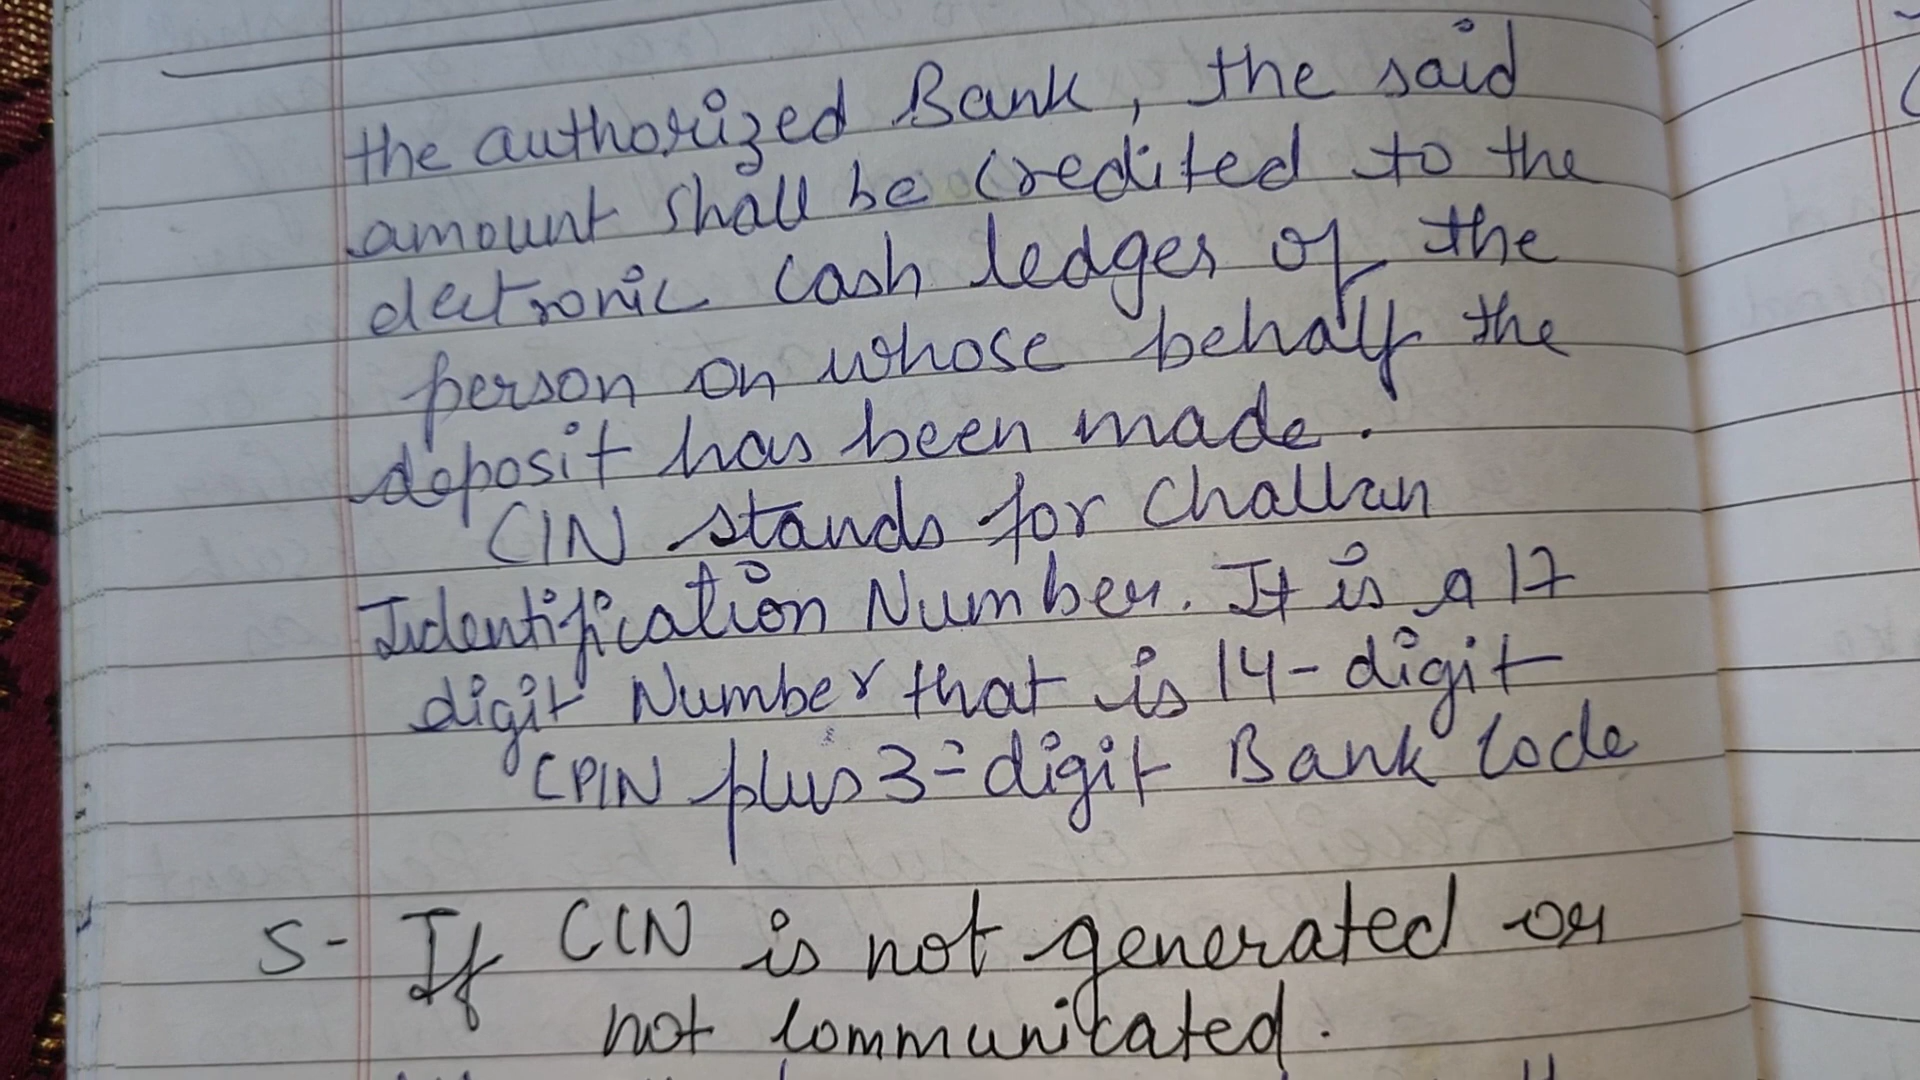 the authorized Bank, the said
amount shall be credited to the
electronic cash ledger of the
person on whose behalf the
deposit has been made.
CIN stands for Challan
Identification Number. It is a 17
digit Number that is 14-digit
CPIN plus 3-digit Bank Code
5- If CIN is not generated or
not communicated.